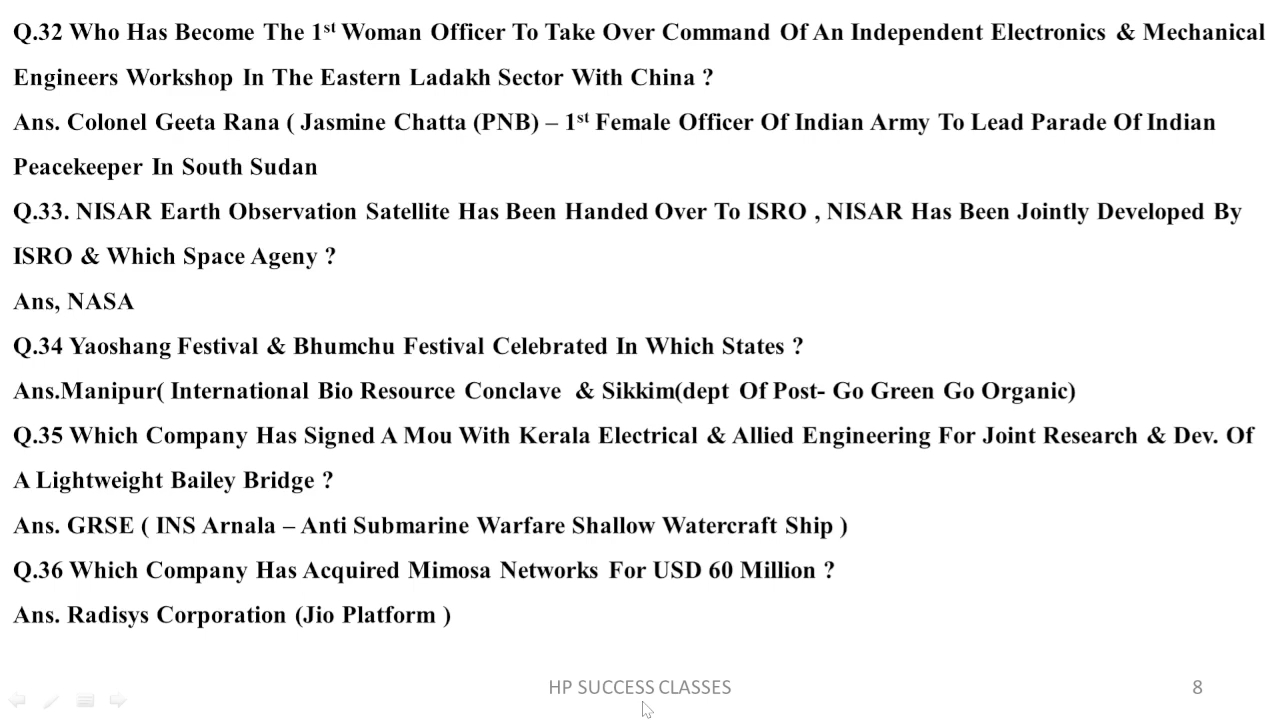 Q.32 Who Has Become The 1st Woman Officer To Take Over Command Of An Independent Electronics & Mechanical
Engineers Workshop In The Eastern Ladakh Sector With China ?
Ans. Colonel Geeta Rana ( Jasmine Chatta (PNB) – 1st Female Officer Of Indian Army To Lead Parade Of Indian
Peacekeeper In South Sudan
Q.33. NISAR Earth Observation Satellite Has Been Handed Over To ISRO , NISAR Has Been Jointly Developed By
ISRO & Which Space Ageny ?
Ans, NASA
Q.34 Yaoshang Festival & Bhumchu Festival Celebrated In Which States ?
Ans.Manipur( International Bio Resource Conclave & Sikkim(dept Of Post- Go Green Go Organic)
Q.35 Which Company Has Signed A Mou With Kerala Electrical & Allied Engineering For Joint Research & Dev. Of
A Lightweight Bailey Bridge ?
Ans. GRSE ( INS Arnala – Anti Submarine Warfare Shallow Watercraft Ship )
Q.36 Which Company Has Acquired Mimosa Networks For USD 60 Million ?
Ans. Radisys Corporation (Jio Platform )
HP SUCCESS CLASSES
8